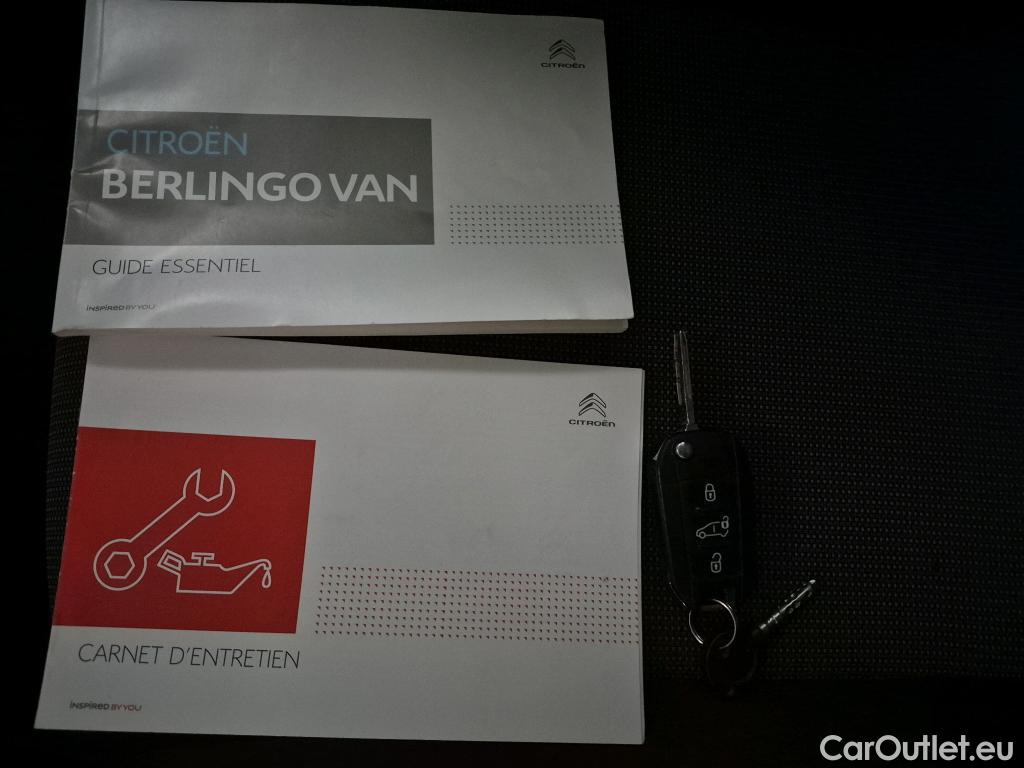 CITROËN
CITROËN
BERLINGO VAN
GUIDE ESSENTIEL
INSPIRED BY YOU
CITROËN
CARNET D'ENTRETIEN
INSPIRED BY YOU
CarOutlet.eu